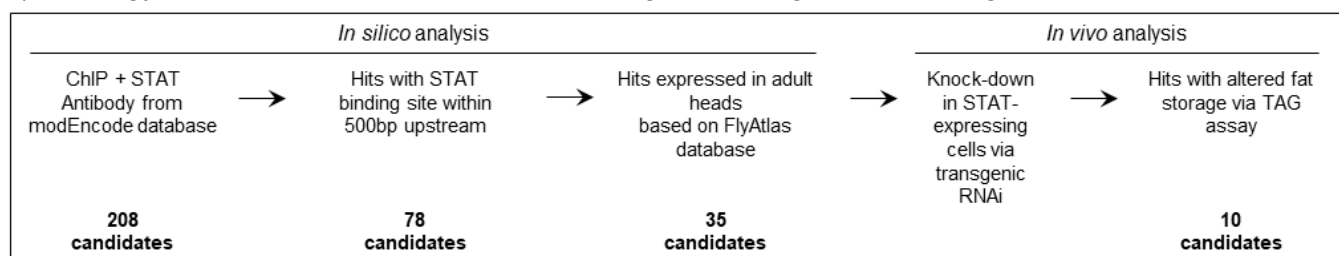 In silico analysis
In vivo analysis
ChIP + STAT
Antibody from
modEncode database
Hits with STAT
binding site within
500bp upstream
Hits expressed in adult
heads
based on FlyAtlas
database
Knock-down
in STAT-
expressing
cells via
transgenic
RNAi
Hits with altered fat
storage via TAG
assay
208
candidates
78
candidates
35
candidates
10
candidates